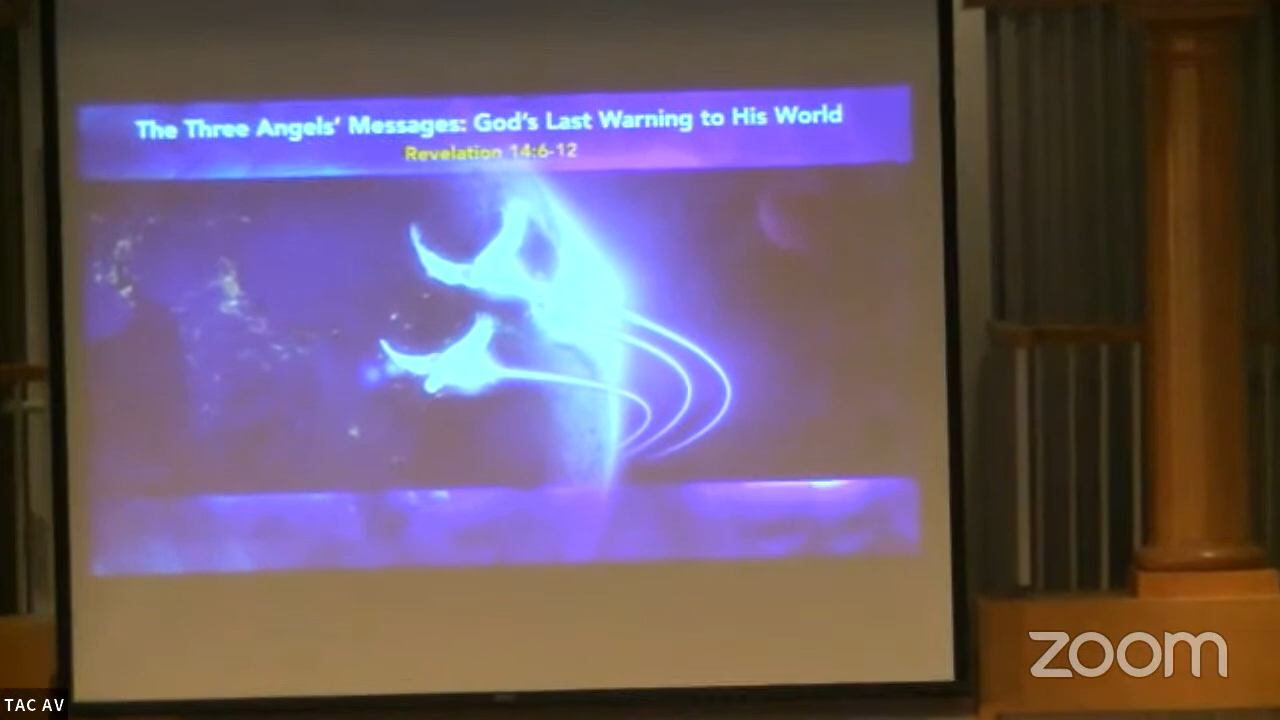 The Three Angels' Messages: God's Last Warning to His World
Revelation 14:6-12
TAC AV
zoom